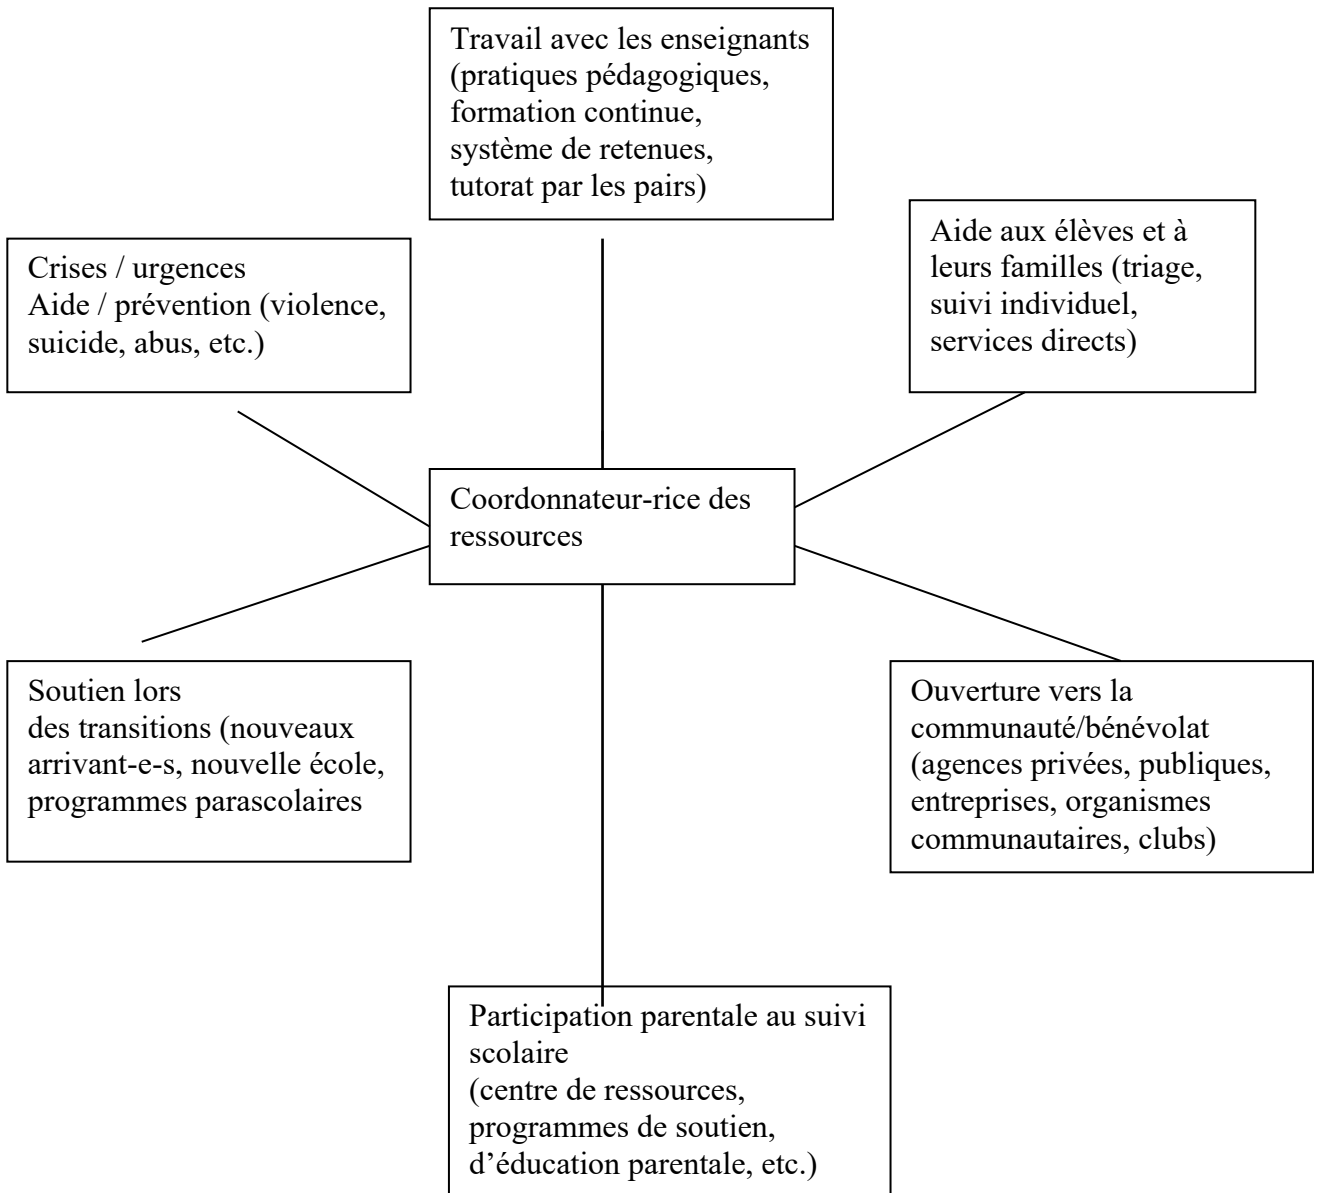 Travail avec les enseignants
(pratiques pédagogiques,
formation continue,
système de retenues,
tutorat par les pairs)
Aide aux élèves et à
leurs familles (triage,
suivi individuel,
services directs)
Crises / urgences
Aide / prévention (violence,
suicide, abus, etc.)
Coordonnateur-rice des
ressources
Soutien lors
des transitions (nouveaux
arrivant-e-s, nouvelle école,
programmes parascolaires
Ouverture vers la
communauté/bénévolat
(agences privées, publiques,
entreprises, organismes
communautaires, clubs)
Participation parentale au suivi
scolaire
(centre de ressources,
programmes de soutien,
d’éducation parentale, etc.)